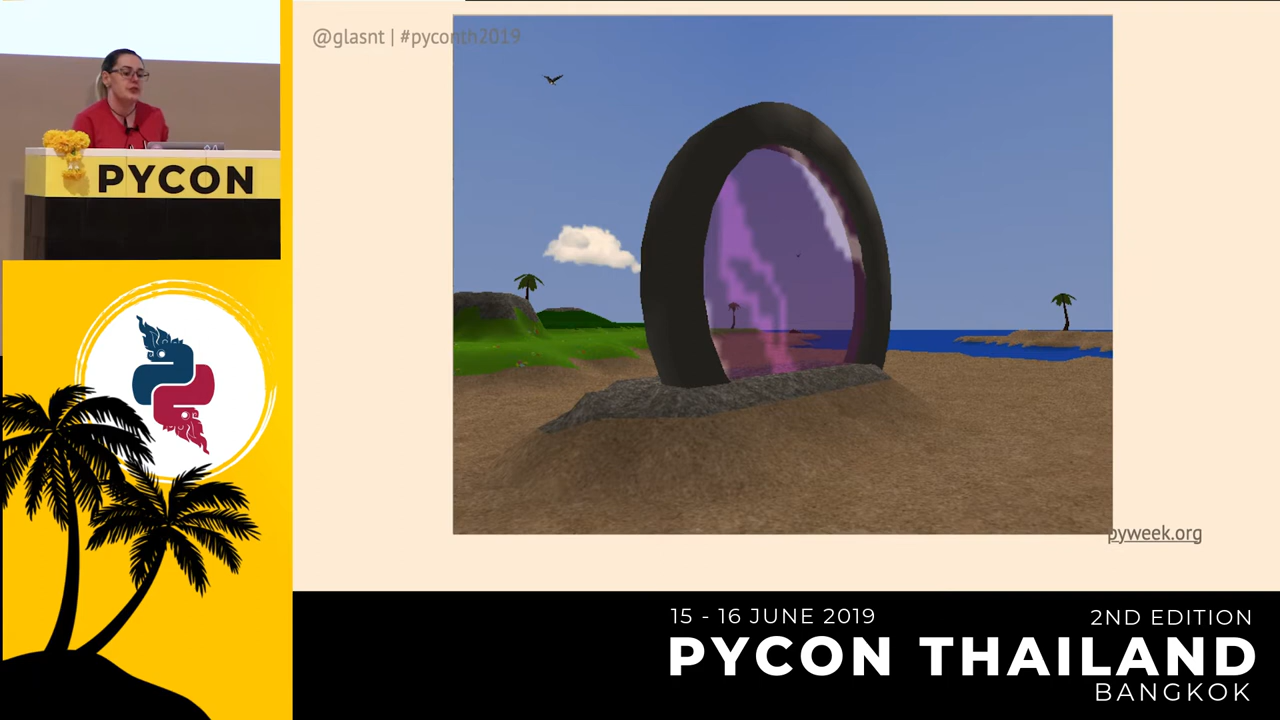 @glasnt | #pyconth2019
PYCON
pyweek.org
15 - 16 JUNE 2019
2ND EDITION
PYCON THAILAND
BANGKOK